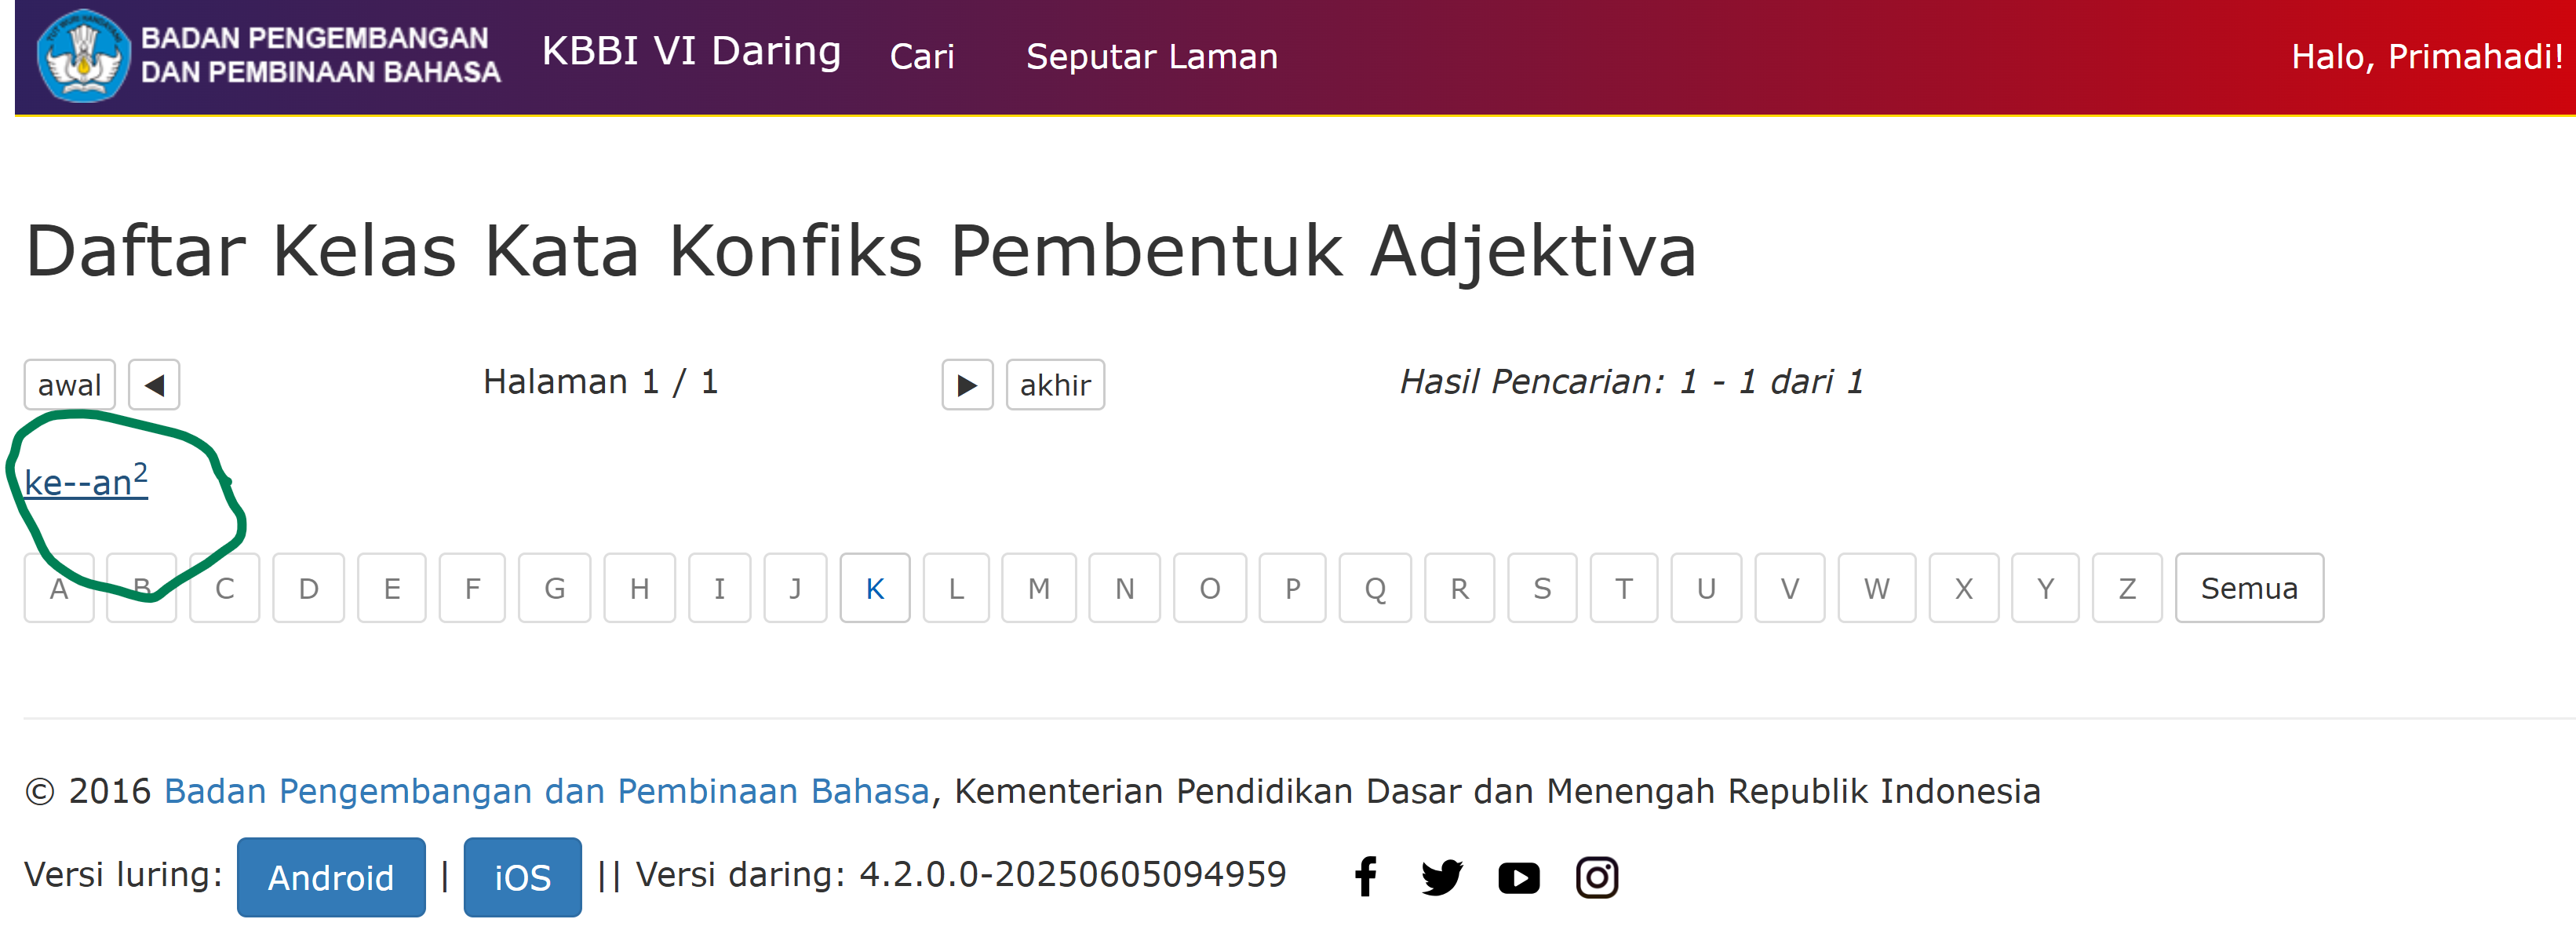 BADAN PENGEMBANGAN
DAN PEMBINAAN BAHASA
KBBI VI Daring Cari Seputar Laman Halo, Primahadi!
Daftar Kelas Kata Konfiks Pembentuk Adjektiva
awal ◀ Halaman 1 / 1 ▶ akhir Hasil Pencarian: 1 - 1 dari 1
ke--an²
A B C D E F G H I J K L M N O P Q R S T U V W X Y Z Semua
© 2016 Badan Pengembangan dan Pembinaan Bahasa, Kementerian Pendidikan Dasar dan Menengah Republik Indonesia
Versi luring: Android | iOS || Versi daring: 4.2.0.0-20250605094959